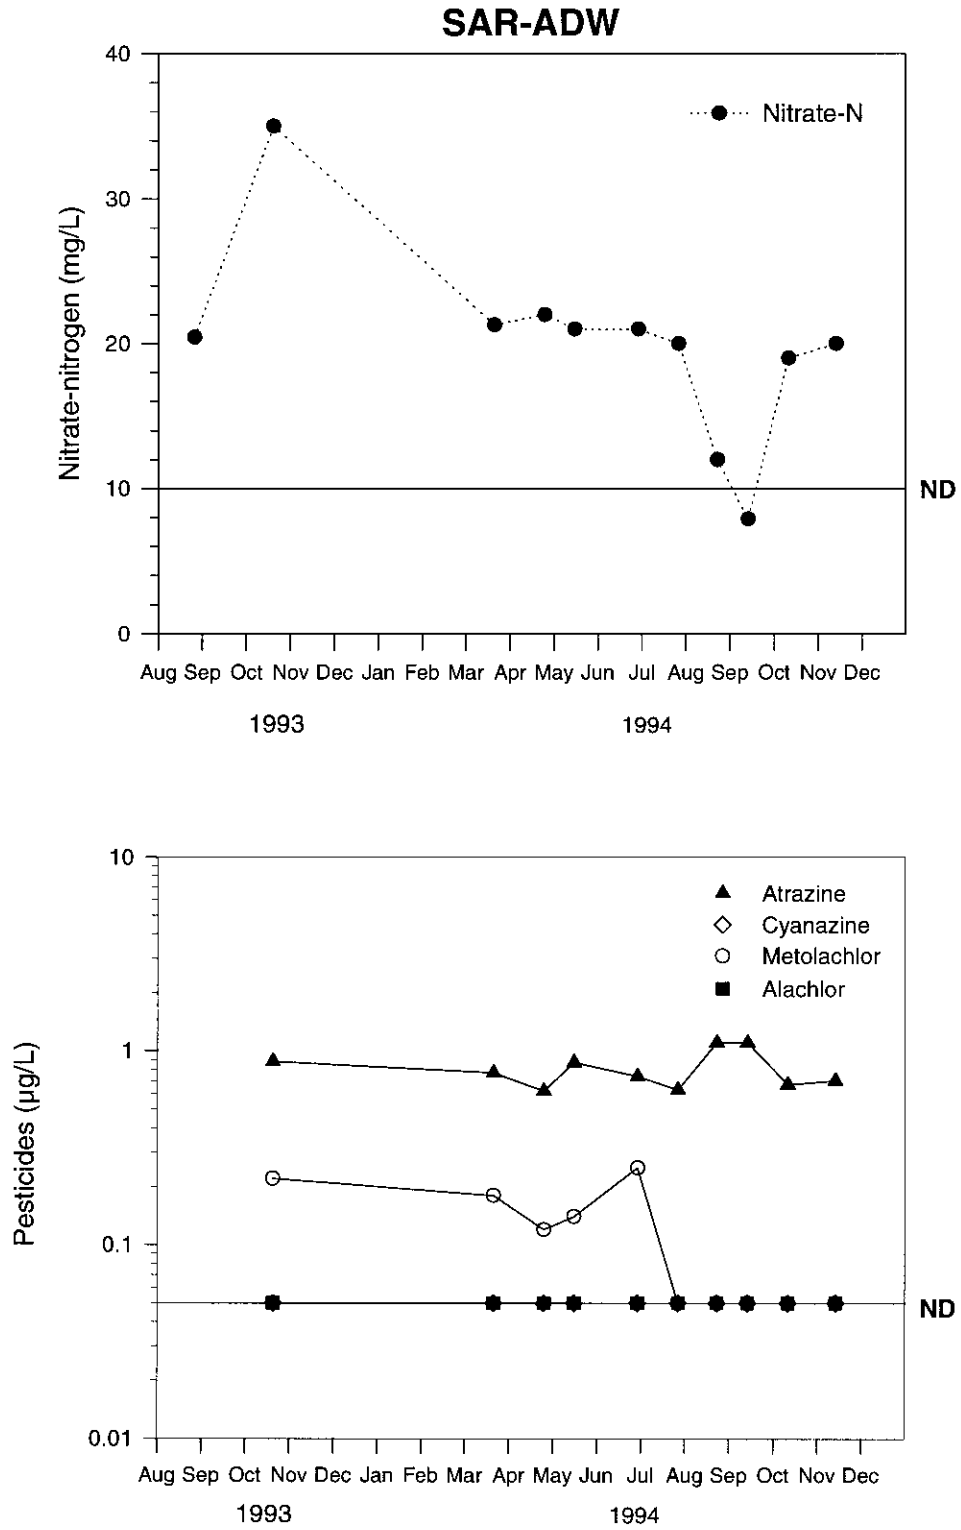 SAR-ADW
40
Nitrate-N
30
Nitrate-nitrogen (mg/L)
20
10
ND
0
Aug Sep Oct Nov Dec Jan Feb Mar Apr May Jun Jul Aug Sep Oct Nov Dec
1993 1994
10
Atrazine
Cyanazine
Metolachlor
Alachlor
1
Pesticides (µg/L)
0.1
ND
0.01
Aug Sep Oct Nov Dec Jan Feb Mar Apr May Jun Jul Aug Sep Oct Nov Dec
1993 1994